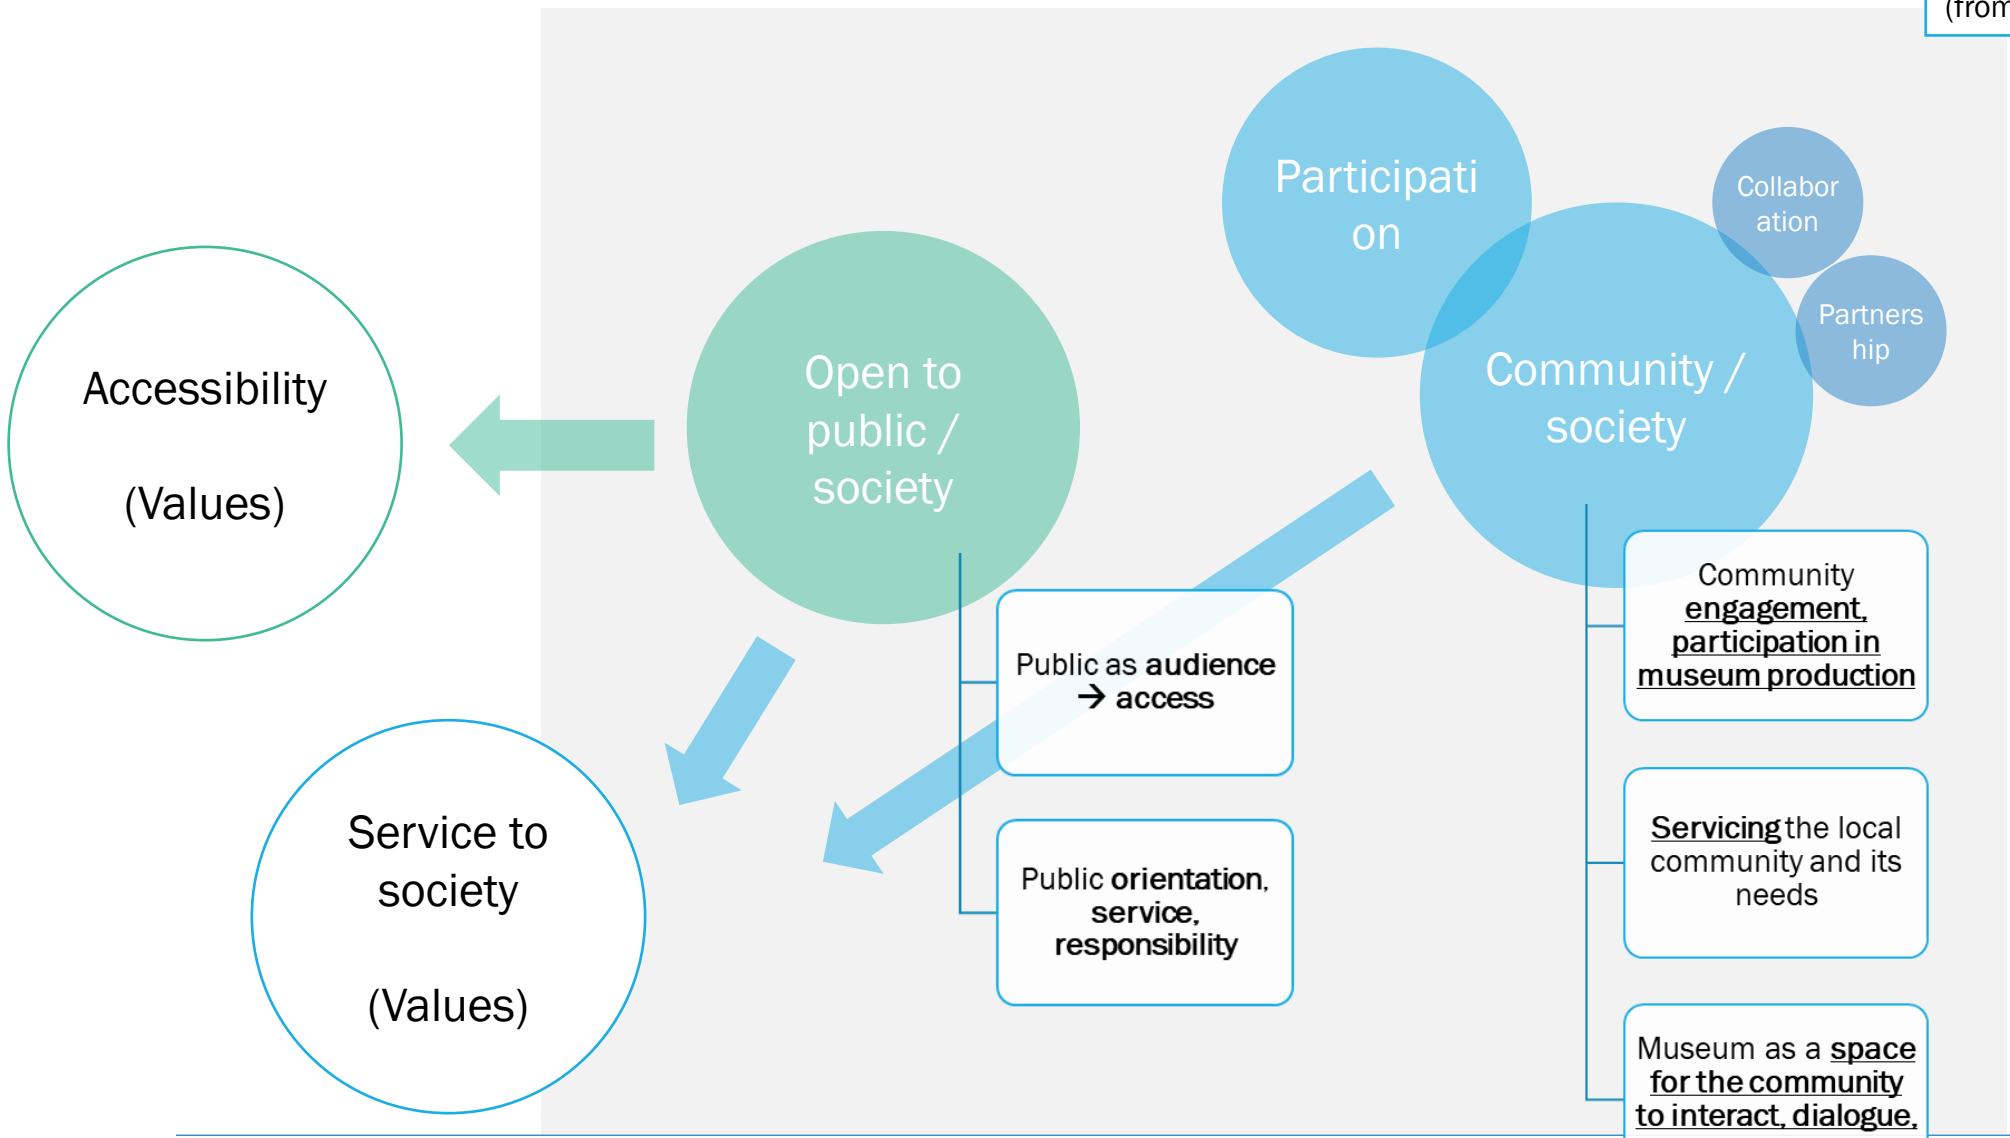 (from
Participati
on
Collabor
ation
Partners
hip
Community /
society
Open to
public /
society
Accessibility
(Values)
Service to
society
(Values)
Public as audience
→ access
Public orientation,
service,
responsibility
Community
engagement,
participation in
museum production
Servicing the local
community and its
needs
Museum as a space
for the community
to interact, dialogue,